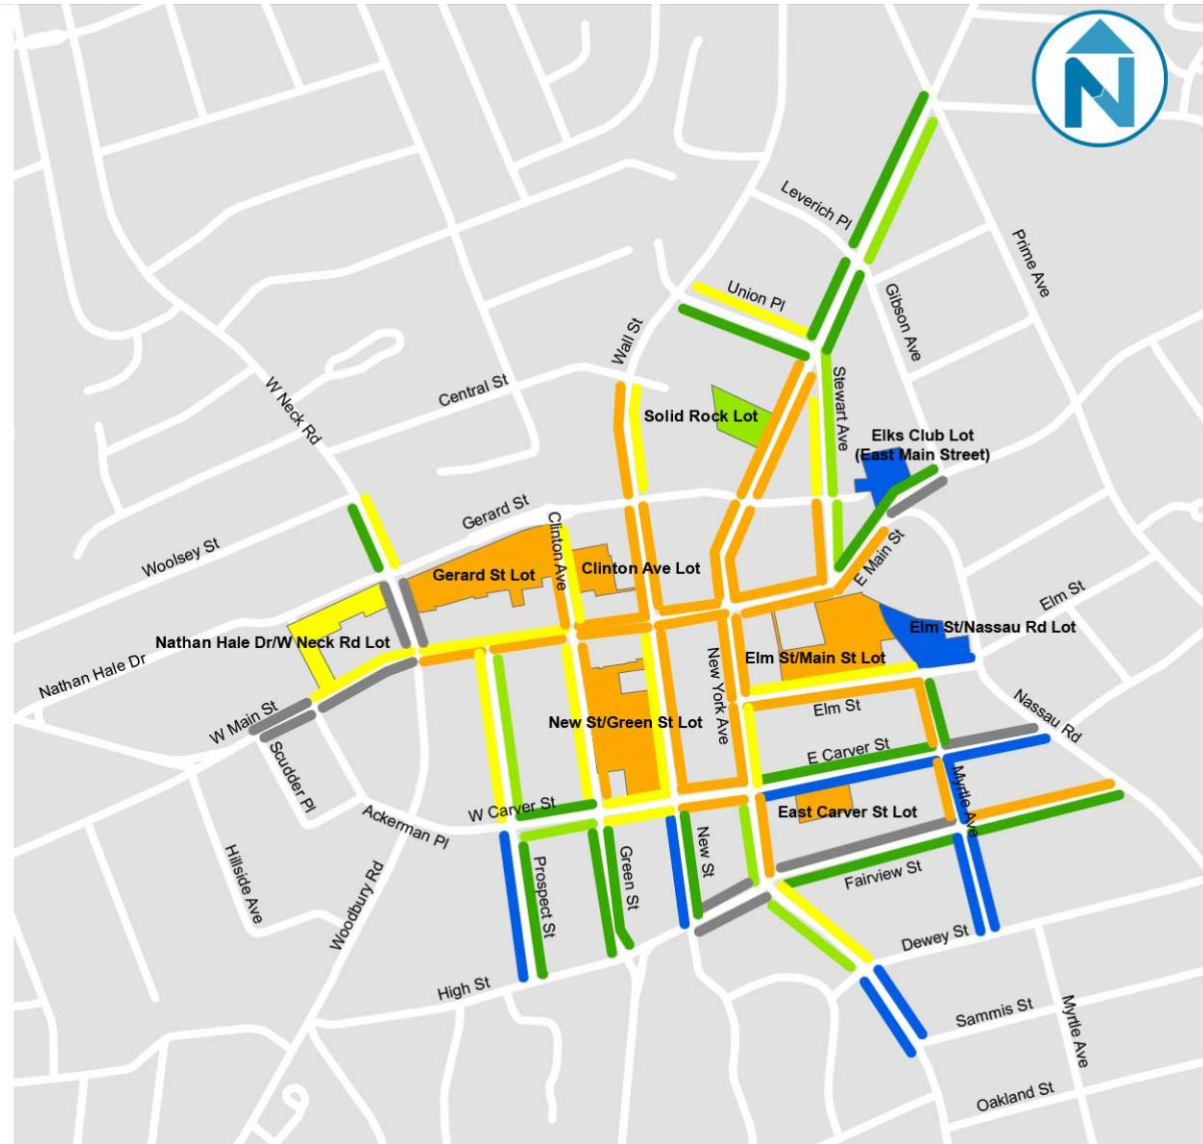 N
Leverich Pl
Prime Ave
Union Pl
Gibson Ave
Wall St
Stewart Ave
W Neck Rd
Central St
Solid Rock Lot
Elks Club Lot
(East Main Street)
Gerard St
Clinton Ave
Woolsey St
E Main St
Gerard St Lot
Clinton Ave Lot
Elm St
Nathan Hale Dr/W Neck Rd Lot
Elm St/Nassau Rd Lot
Nathan Hale Dr
Elm St/Main St Lot
New York Ave
Nassau Rd
W Main St
New St/Green St Lot
Elm St
E Carver St
Scudder Pl
Myrtle Ave
W Carver St
East Carver St Lot
Ackerman Pl
New St
Hillside Ave
Green St
Fairview St
Prospect St
Woodbury Rd
Dewey St
High St
Sammis St
Myrtle Ave
Oakland St